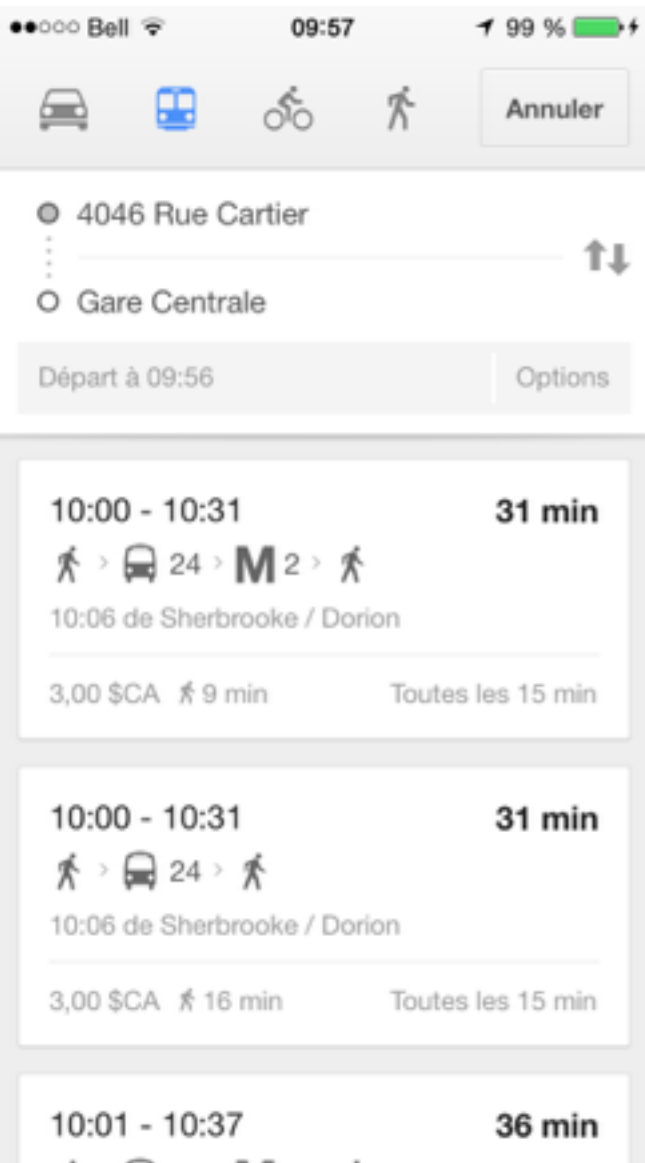 Bell 09:57 99 %
Annuler
4046 Rue Cartier
Gare Centrale
Départ à 09:56 Options
10:00 - 10:31 31 min
24 M 2
10:06 de Sherbrooke / Dorion
3,00 $CA 9 min Toutes les 15 min
10:00 - 10:31 31 min
24
10:06 de Sherbrooke / Dorion
3,00 $CA 16 min Toutes les 15 min
10:01 - 10:37 36 min